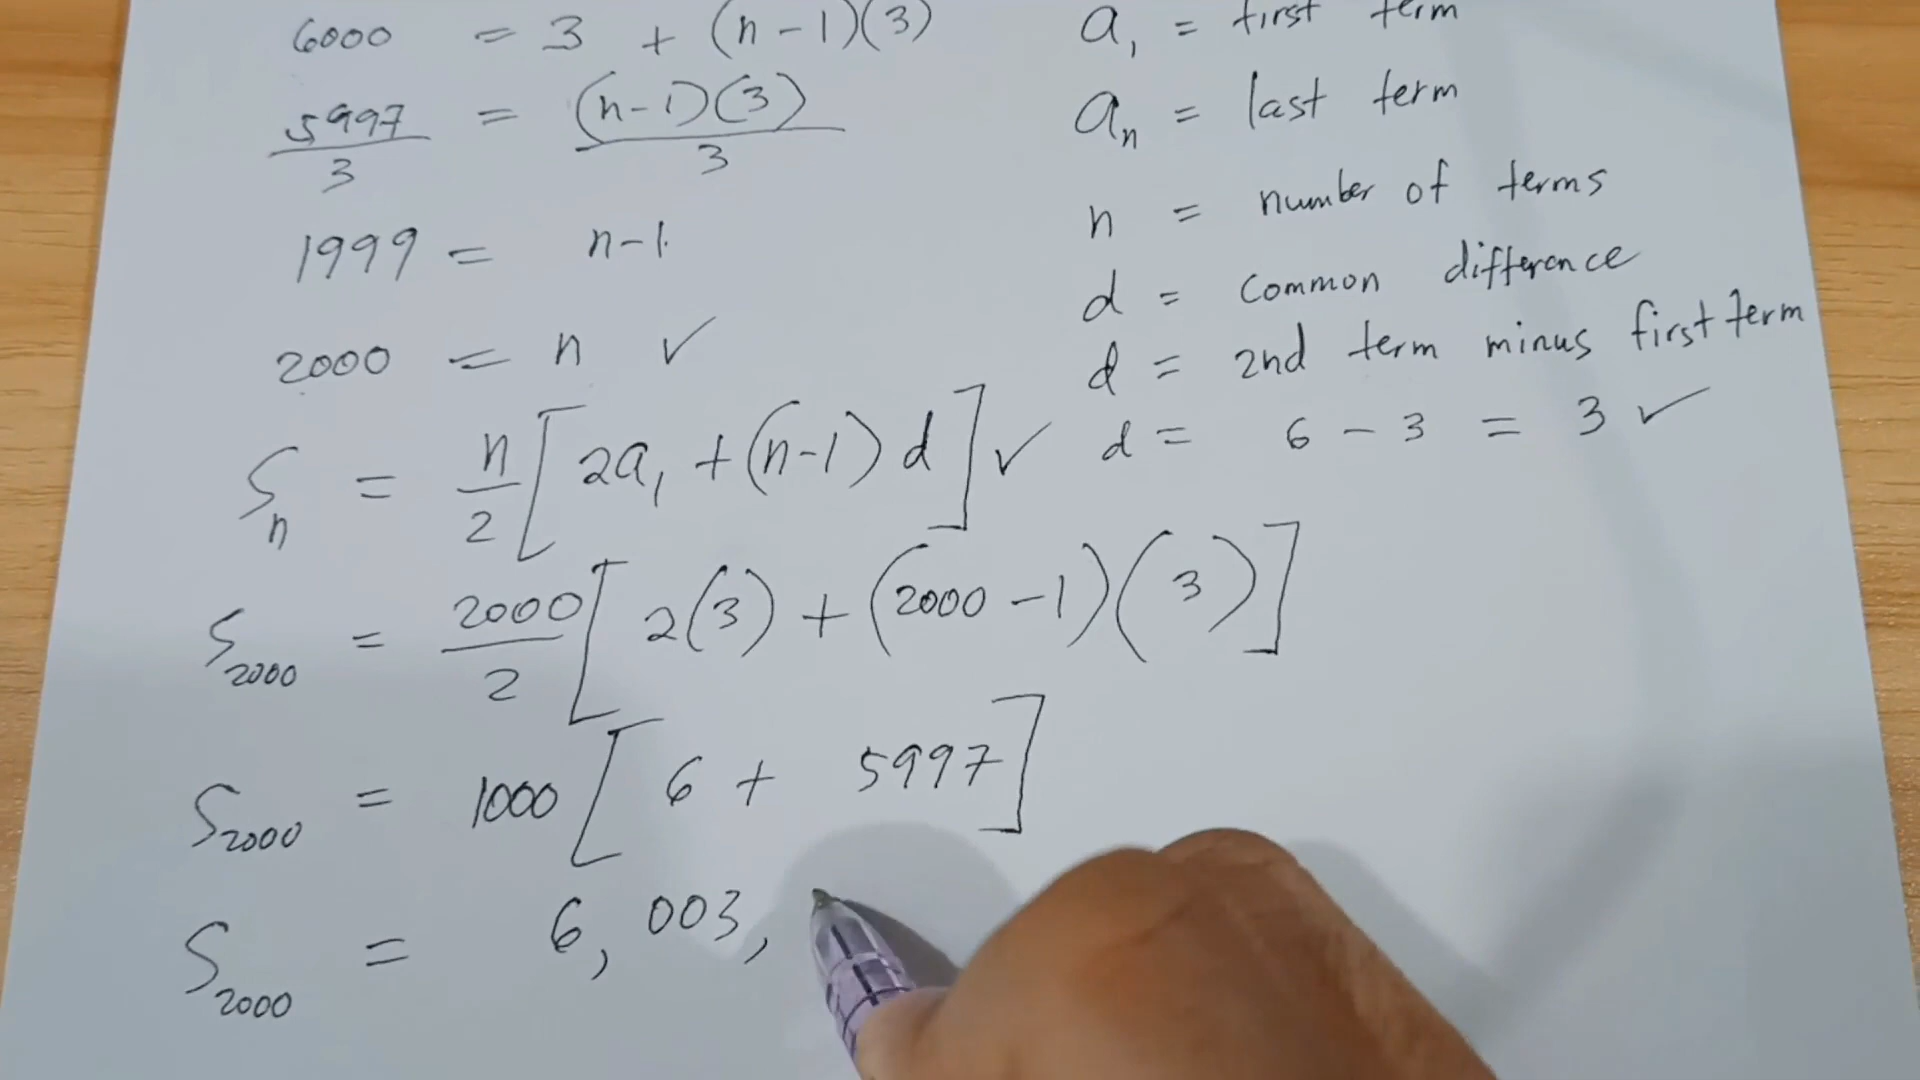 6000 = 3 + (n-1)(3)
5997/3 = (n-1)(3)/3
1999 = n-1
2000 = n ✓
Sn = n/2 [2a₁ + (n-1) d] ✓
S2000 = 2000/2 [2(3) + (2000-1)(3)]
S2000 = 1000 [6 + 5997]
S2000 = 6,003,
a₁ = first term
an = last term
n = number of terms
d = common difference
d = 2nd term minus first term
d = 6 - 3 = 3 ✓